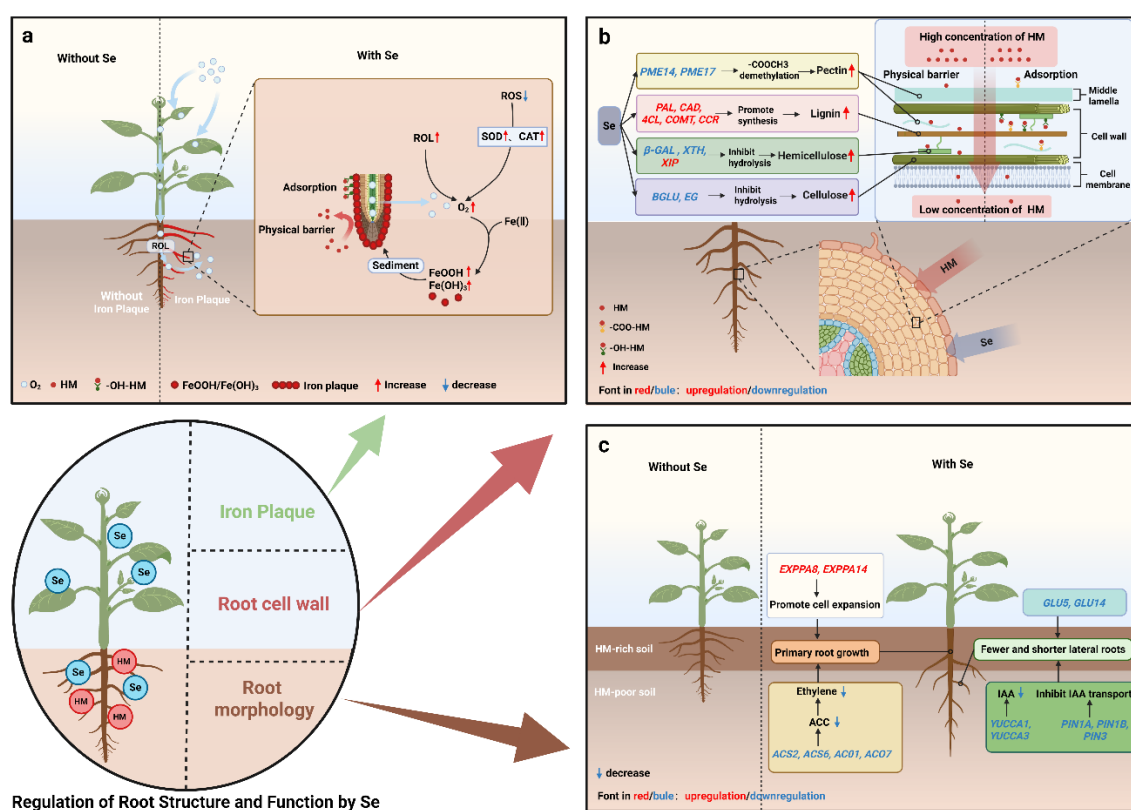 a
Without Se
With Se
ROS
SOD 、 CAT
ROL
Adsorption
O₂
Physical barrier
Fe(II)
Sediment
FeOOH
Fe(OH)₃
ROL
Without
Iron Plaque
Iron Plaque
O₂
HM
-OH-HM
FeOOH/Fe(OH)₃
Iron plaque
Increase
decrease
b
Se
PME14, PME17
-COOCH3
demethylation
Pectin
PAL, CAD,
4CL, COMT, CCR
Promote
synthesis
Lignin
β-GAL , XTH,
XIP
Inhibit
hydrolysis
Hemicellulose
BGLU, EG
Inhibit
hydrolysis
Cellulose
High concentration of HM
Physical barrier
Adsorption
Middle
lamella
Cell wall
Cell
membrane
Low concentration of HM
HM
Se
HM
-COO-HM
-OH-HM
Increase
Font in red/bule: upregulation/downregulation
Iron Plaque
Root cell wall
Root
morphology
Se
Se
Se
Se
Se
HM
HM
HM
Regulation of Root Structure and Function by Se
c
Without Se
With Se
EXPPA8, EXPPA14
Promote cell expansion
GLU5, GLU14
HM-rich soil
Primary root growth
Fewer and shorter lateral roots
HM-poor soil
Ethylene
ACC
ACS2, ACS6, AC01, ACO7
IAA
Inhibit IAA transport
YUCCA1,
YUCCA3
PIN1A, PIN1B,
PIN3
decrease
Font in red/bule: upregulation/downregulation